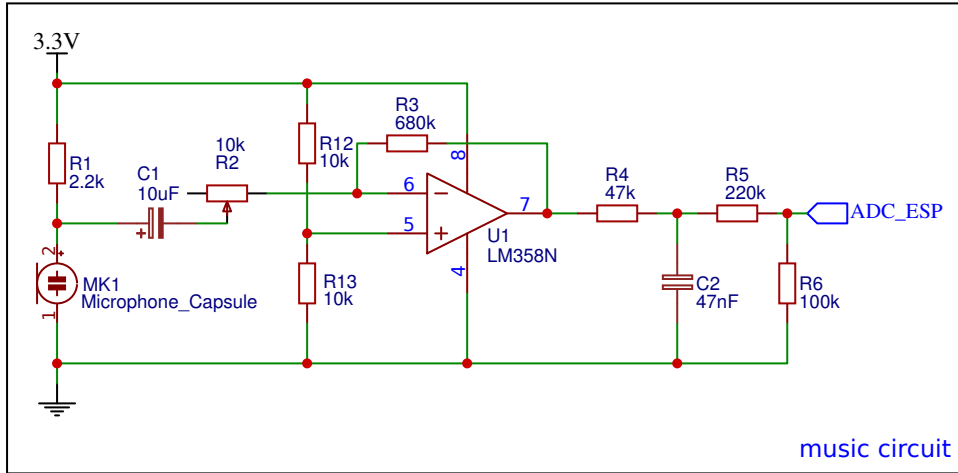 3.3V
R1
2.2k
C1
10uF
+
10k
R2
R12
10k
R3
680k
8
6
−
5
+
7
4
U1
LM358N
R4
47k
R5
220k
ADC_ESP
2
+
1
MK1
Microphone_Capsule
R13
10k
C2
47nF
R6
100k
music circuit